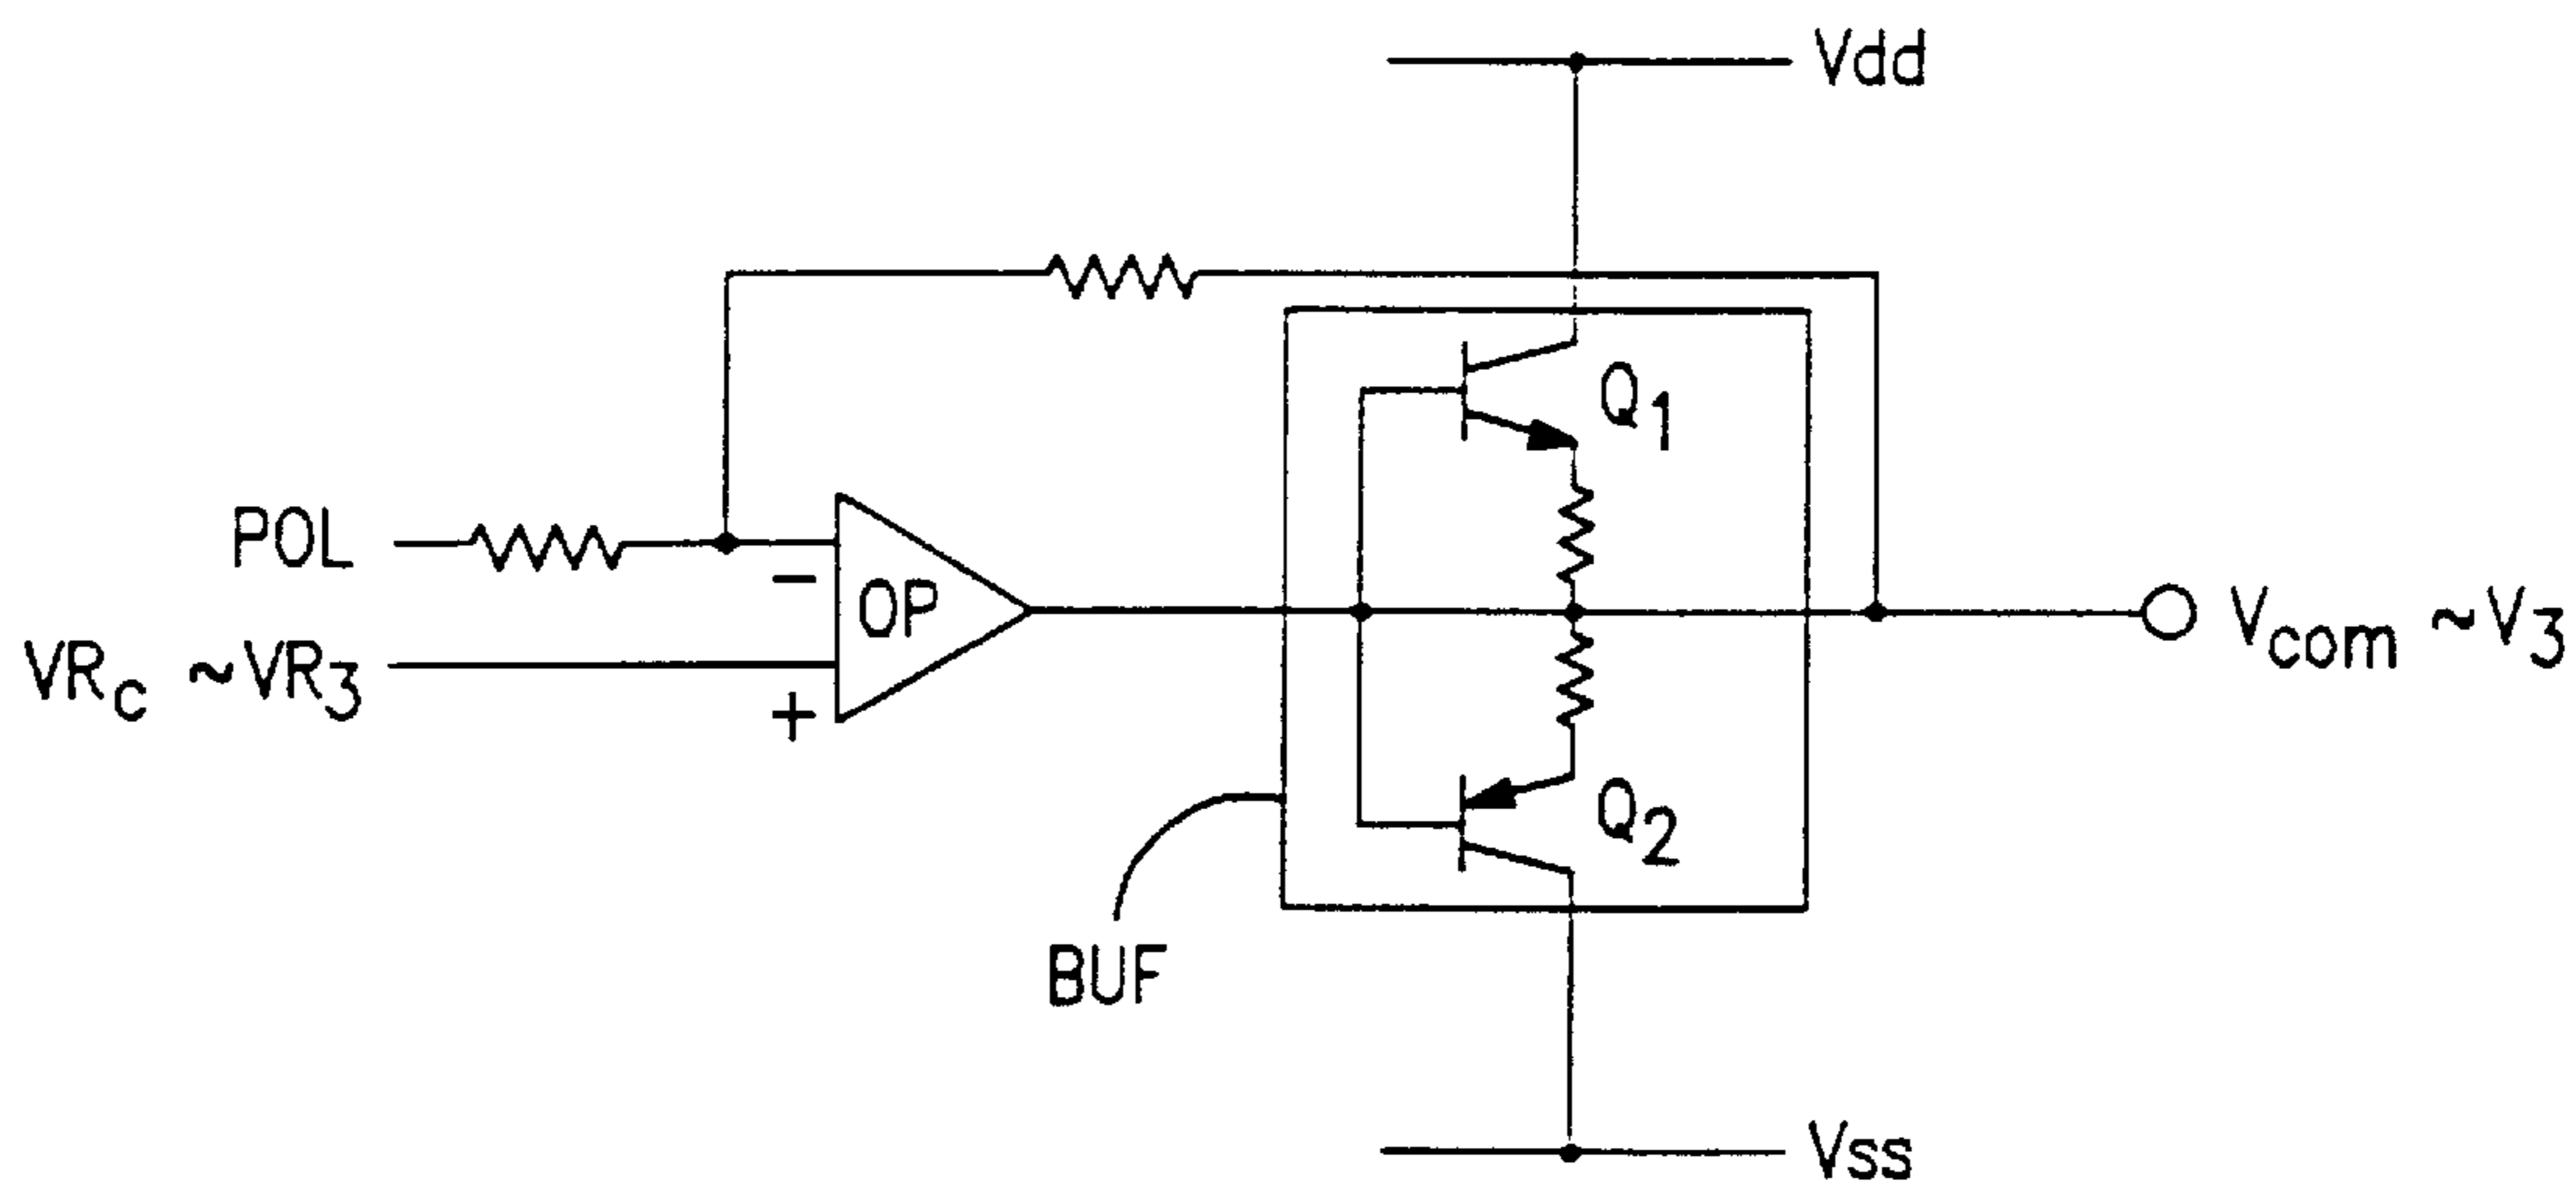 Vdd
Q1
POL
−
OP
VRc ~VR3
+
Vcom ~V3
Q2
BUF
Vss